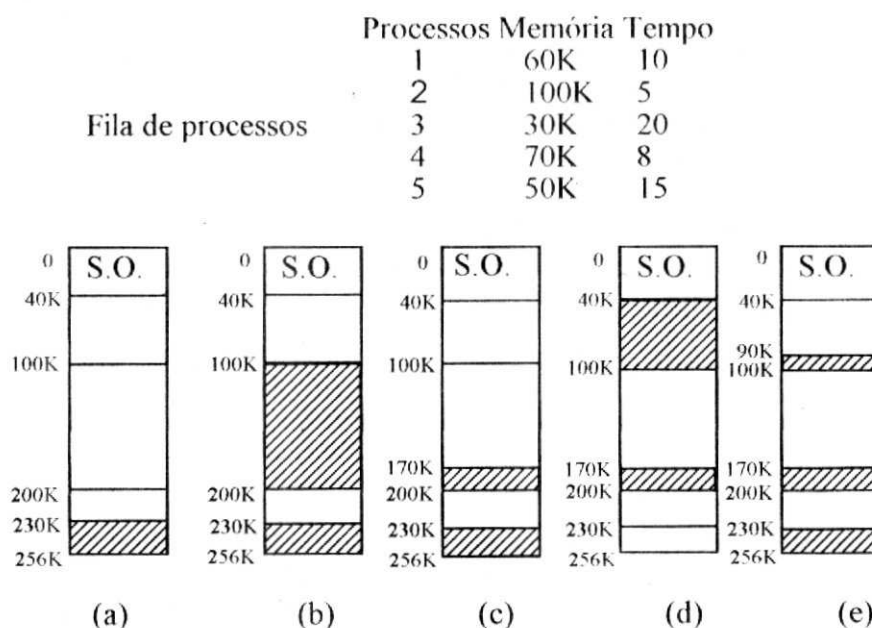 Processos Memória Tempo
1 60K 10
2 100K 5
Fila de processos 3 30K 20
4 70K 8
5 50K 15
0 S.O. 0 S.O. 0 S.O. 0 S.O. 0 S.O.
40K 40K 40K 40K 40K
90K
100K 100K 100K 100K 100K
170K 170K 170K
200K 200K 200K 200K 200K
230K 230K 230K 230K 230K
256K 256K 256K 256K 256K
(a) (b) (c) (d) (e)